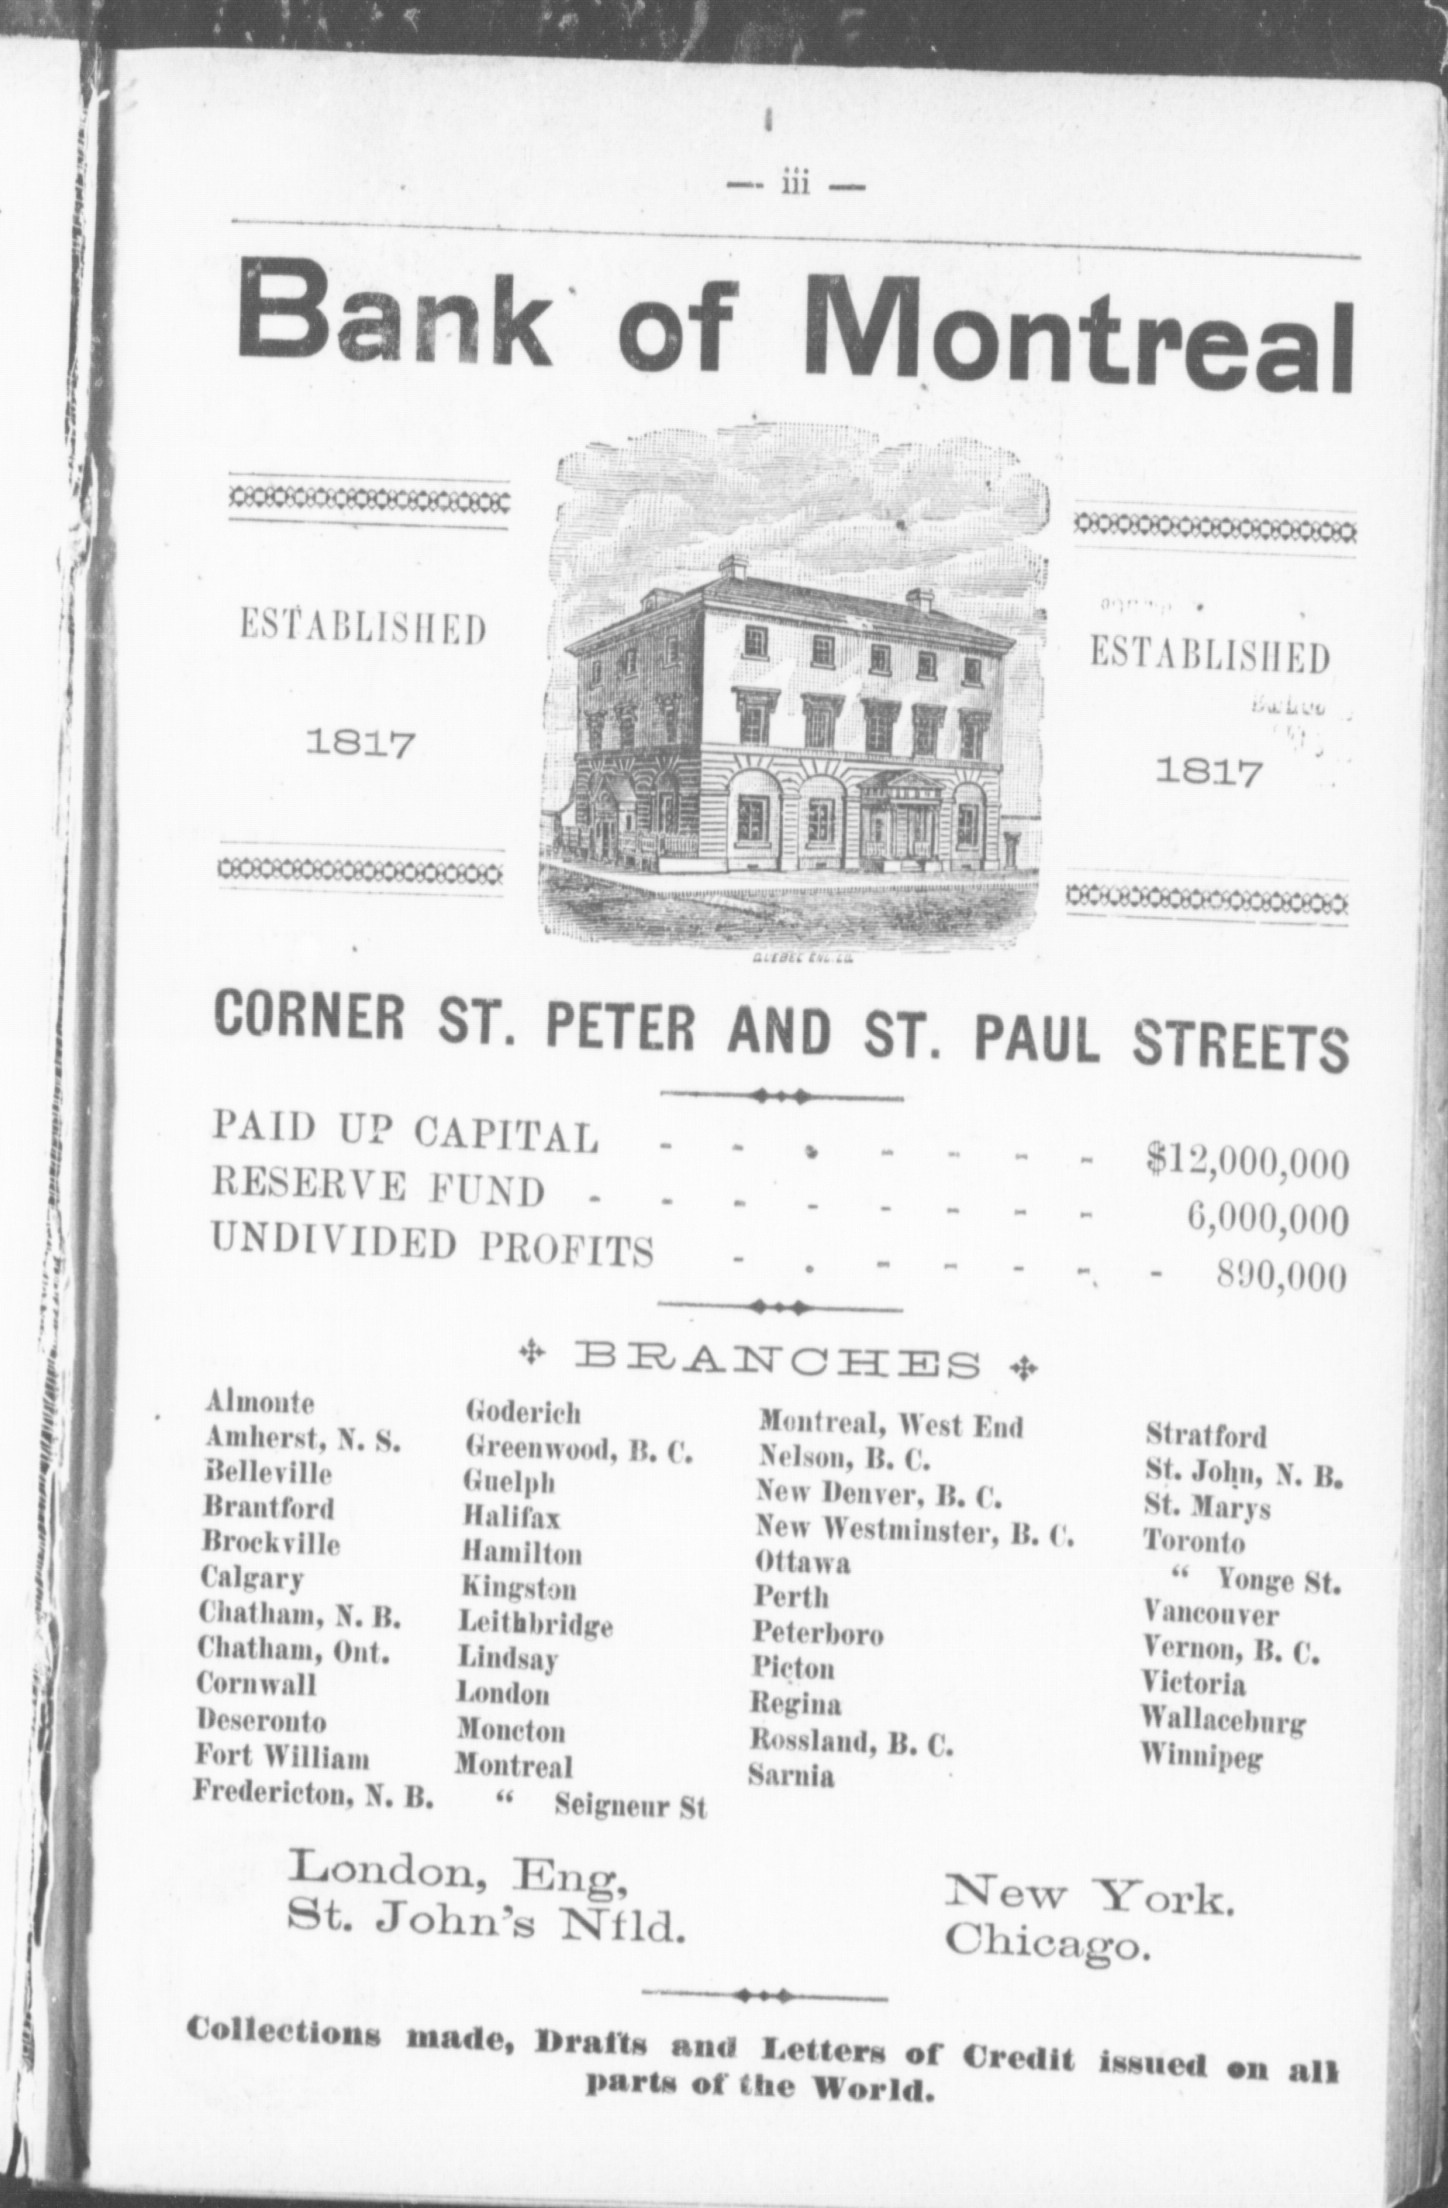 — iii —
Bank of Montreal
ESTABLISHED
1817
ESTABLISHED
1817
QUEBEC ENG. CO.
CORNER ST. PETER AND ST. PAUL STREETS
PAID UP CAPITAL - - - - - - - $12,000,000
RESERVE FUND - - - - - - - - 6,000,000
UNDIVIDED PROFITS - - - - - - - 890,000
BRANCHES
Almonte
Amherst, N. S.
Belleville
Brantford
Brockville
Calgary
Chatham, N. B.
Chatham, Ont.
Cornwall
Deseronto
Fort William
Fredericton, N. B.
Goderich
Greenwood, B. C.
Guelph
Halifax
Hamilton
Kingston
Leithbridge
Lindsay
London
Moncton
Montreal
“ Seigneur St
Montreal, West End
Nelson, B. C.
New Denver, B. C.
New Westminster, B. C.
Ottawa
Perth
Peterboro
Picton
Regina
Rossland, B. C.
Sarnia
Stratford
St. John, N. B.
St. Marys
Toronto
“ Yonge St.
Vancouver
Vernon, B. C.
Victoria
Wallaceburg
Winnipeg
London, Eng,
St. John's Nfld.
New York.
Chicago.
Collections made, Drafts and Letters of Credit issued on all
parts of the World.